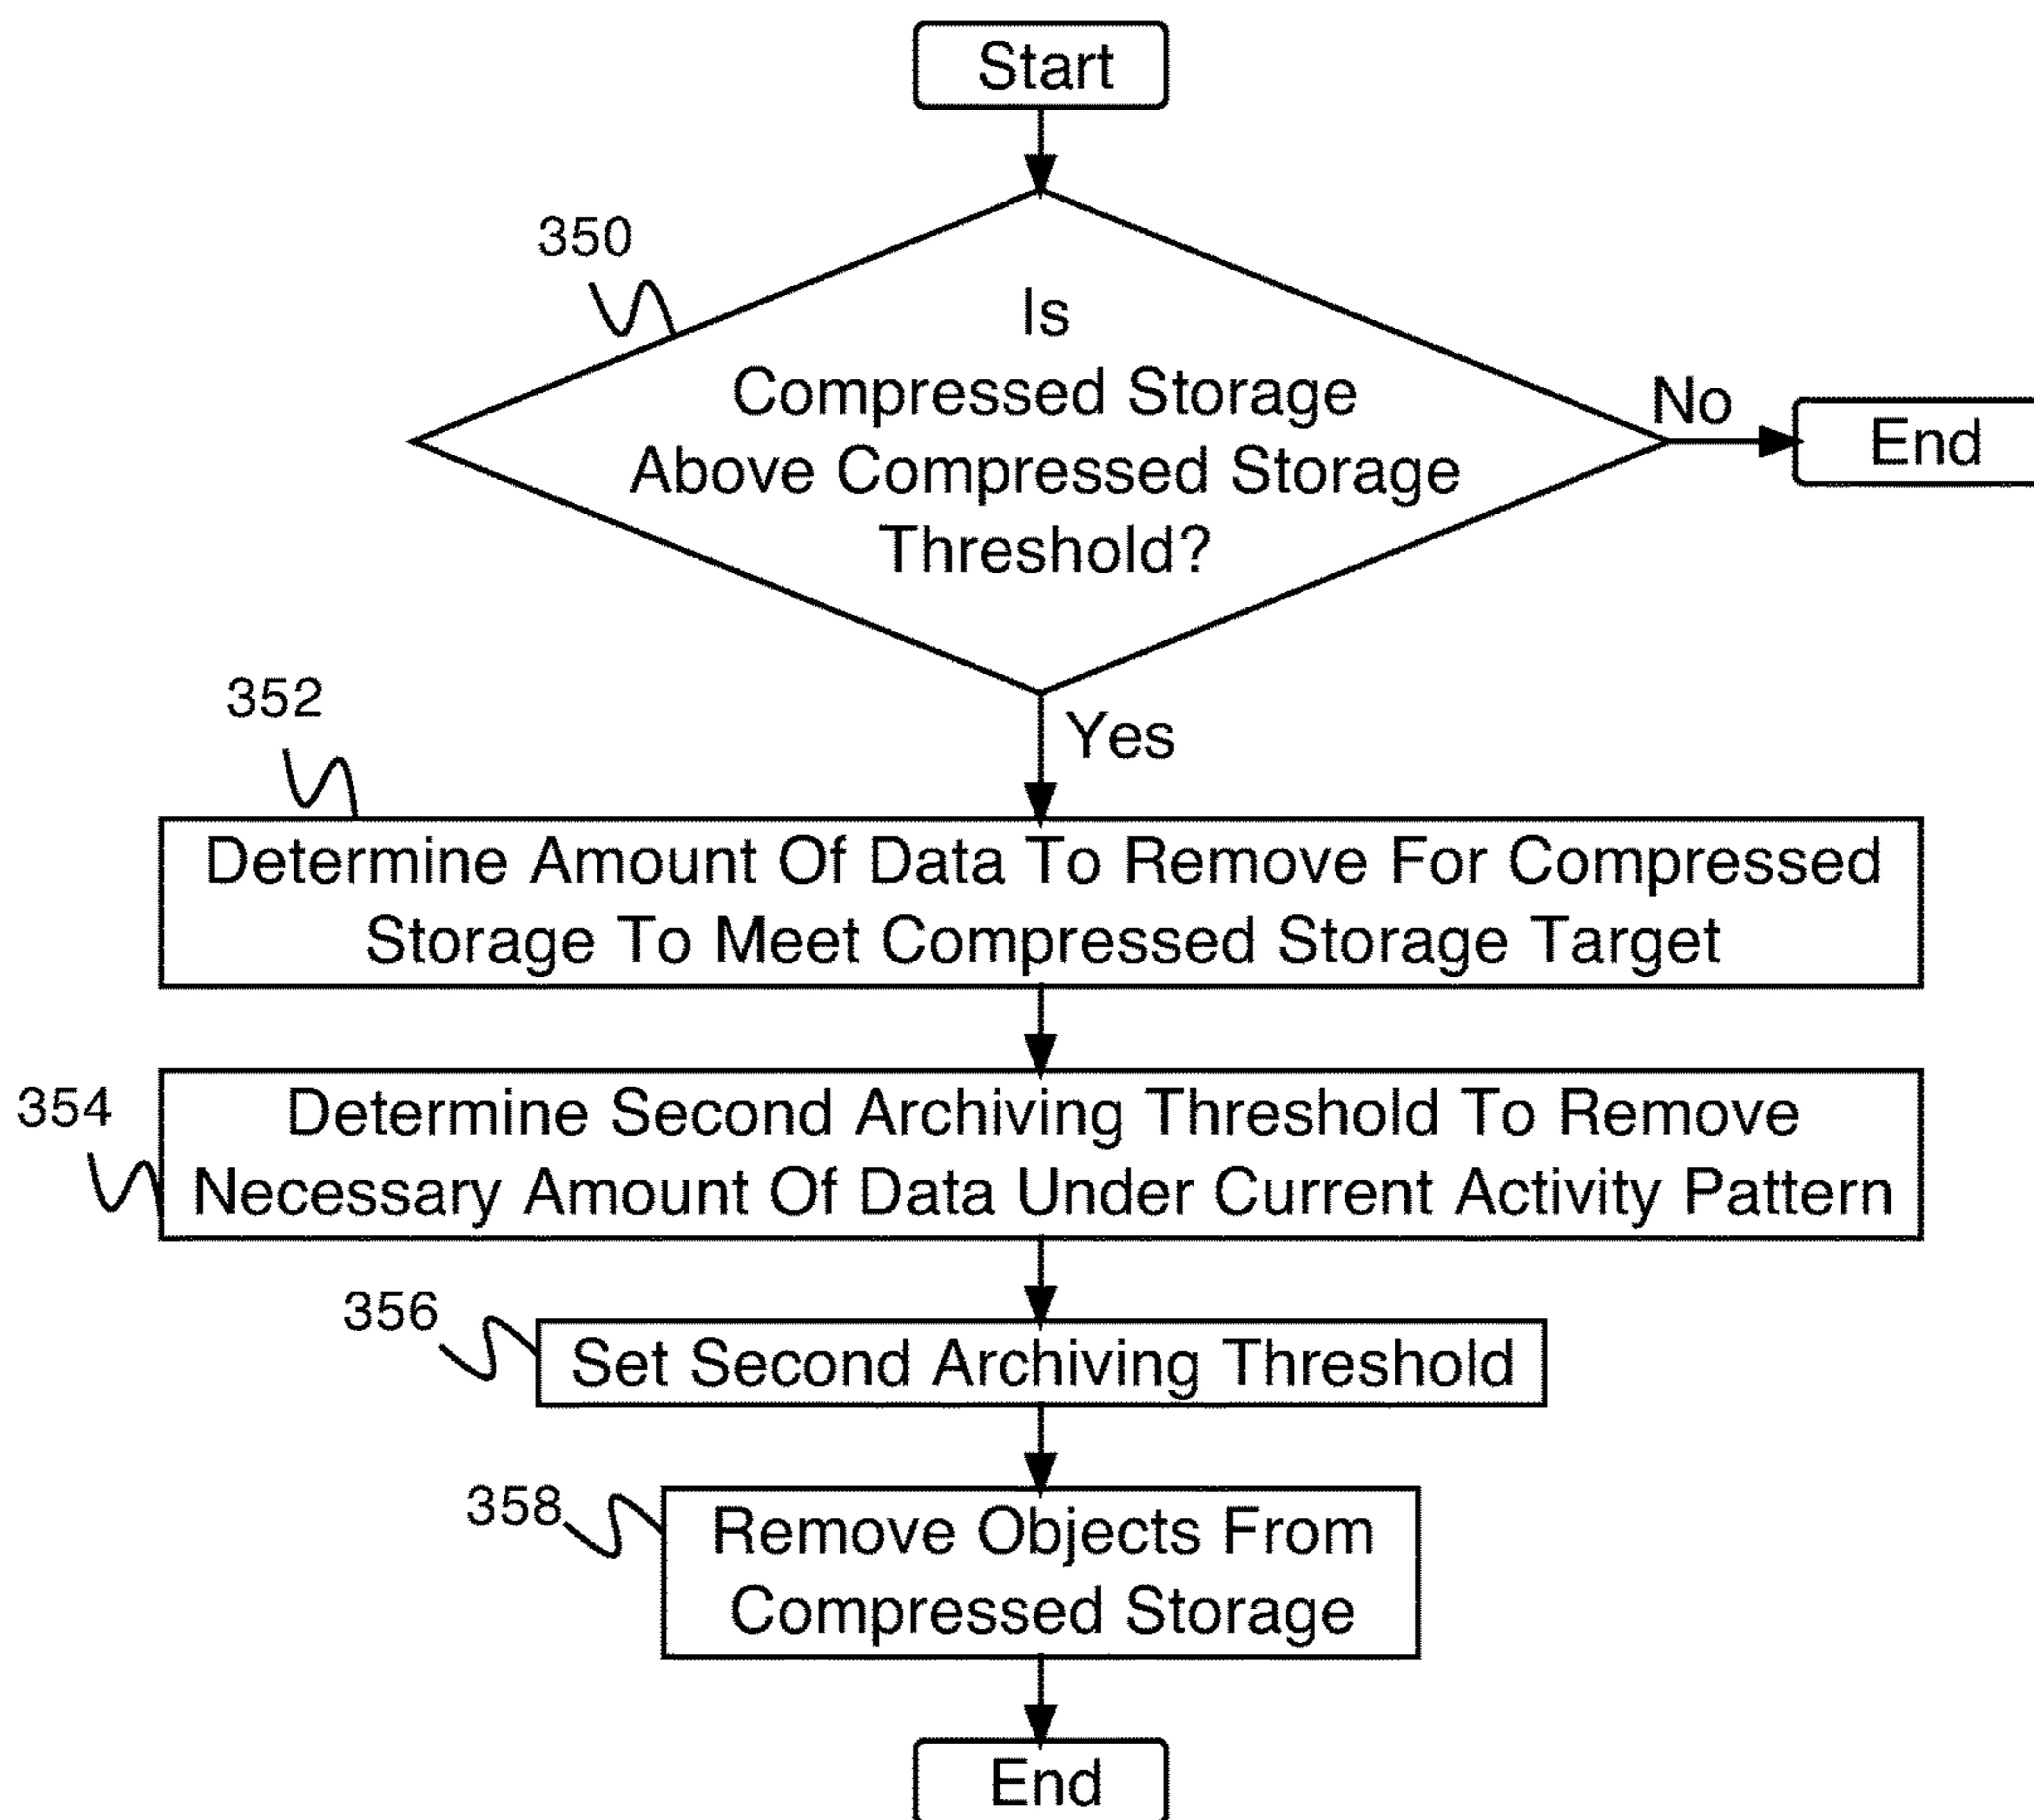 Start
350
Is
Compressed Storage
Above Compressed Storage
Threshold?
No
End
Yes
352
Determine Amount Of Data To Remove For Compressed
Storage To Meet Compressed Storage Target
354
Determine Second Archiving Threshold To Remove
Necessary Amount Of Data Under Current Activity Pattern
356
Set Second Archiving Threshold
358
Remove Objects From
Compressed Storage
End